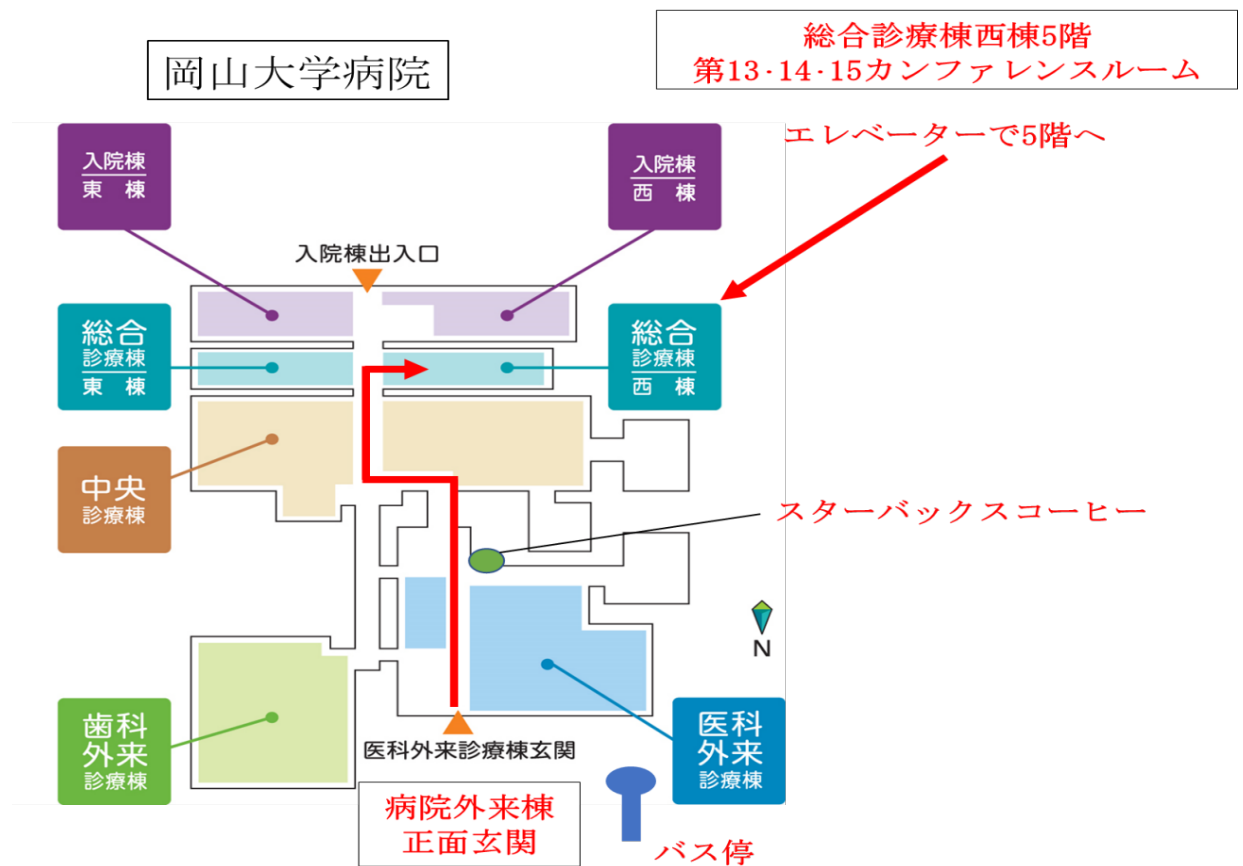 岡山大学病院
総合診療棟西棟5階
第13·14·15カンファレンスルーム
エレベーターで5階へ
入院棟
東 棟
入院棟
西 棟
入院棟出入口
総合
診療棟
東 棟
総合
診療棟
西 棟
中央
診療棟
スターバックスコーヒー
N
歯科
外来
診療棟
医科
外来
診療棟
医科外来診療棟玄関
病院外来棟
正面玄関
バス停